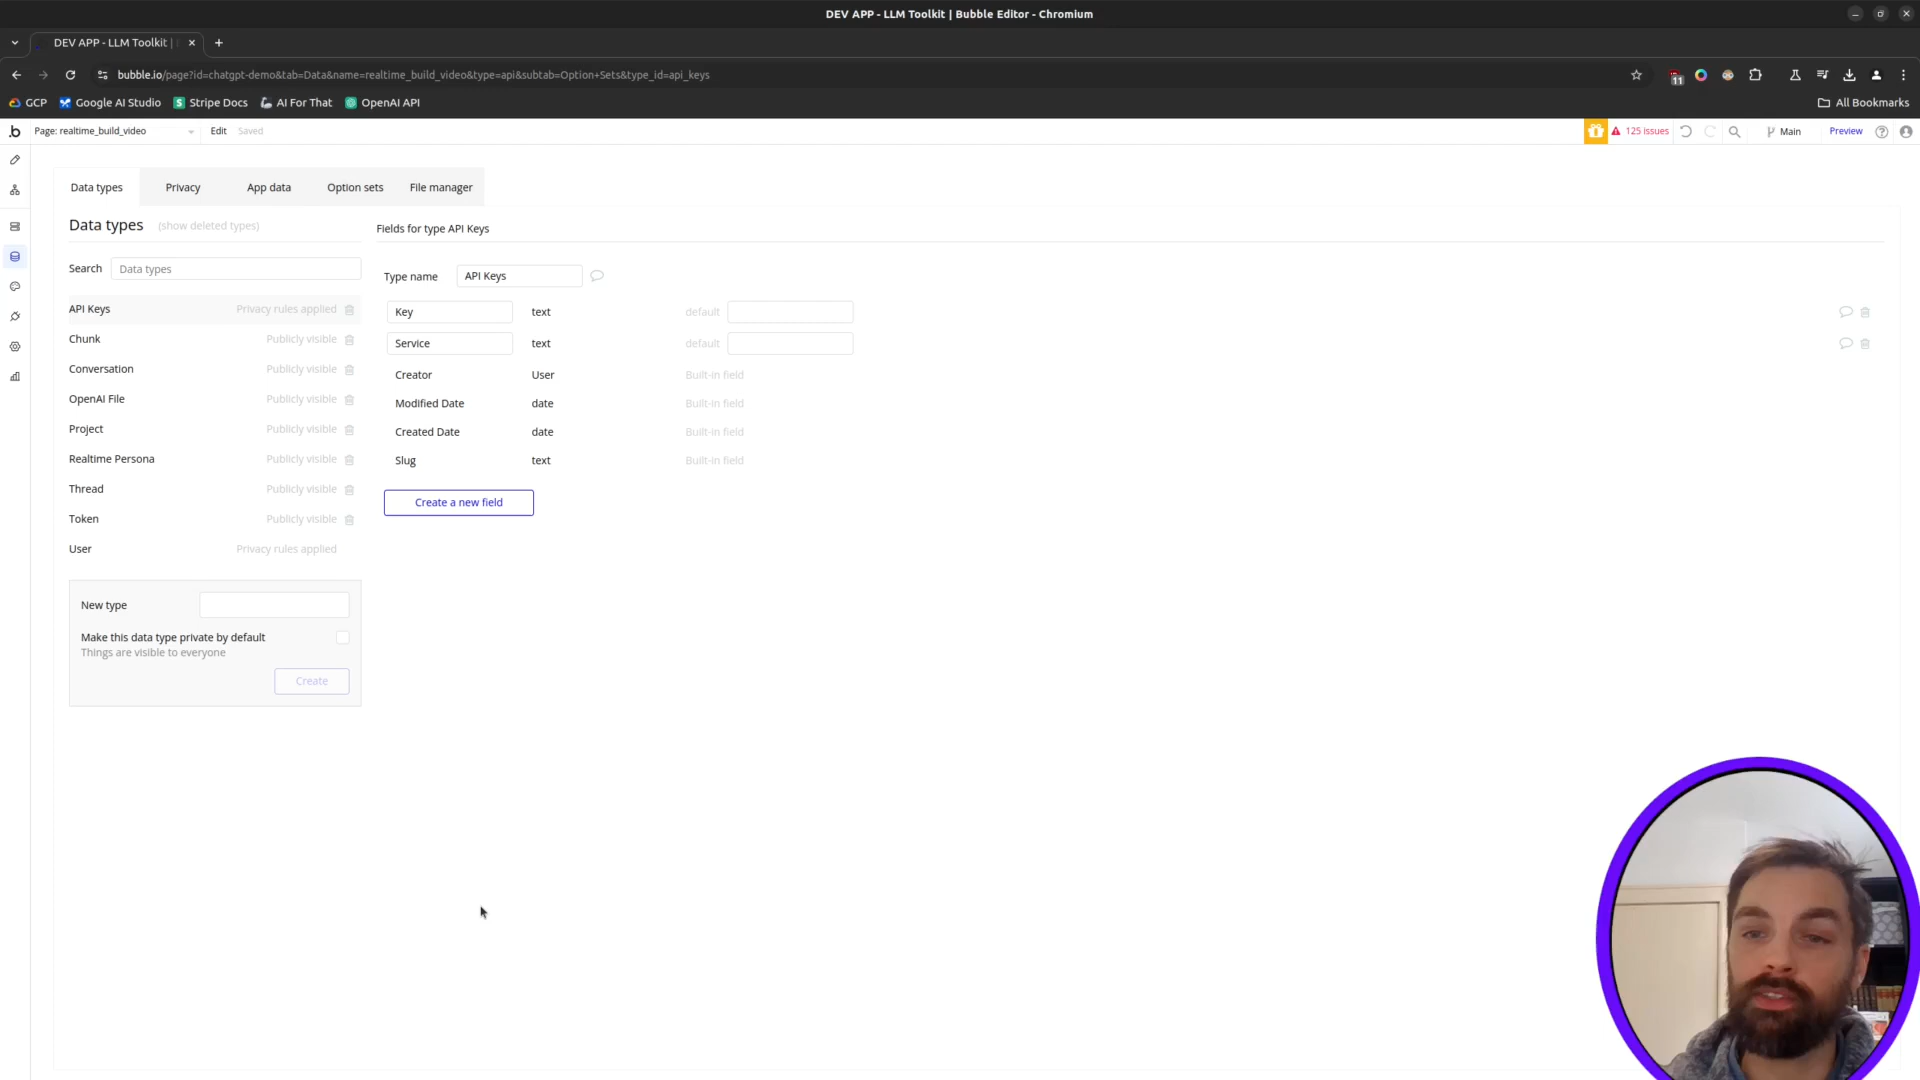 DEV APP - LLM Toolkit | Bubble Editor - Chromium
DEV APP - LLM Toolkit |
bubble.io/page?id=chatgpt-demo&tab=Data&name=realtime_build_video&type=api&subtab=Option+Sets&type_id=api_keys
11
GCP Google AI Studio Stripe Docs AI For That OpenAI API All Bookmarks
Page: realtime_build_video Edit Saved 125 issues Main Preview
Data types Privacy App data Option sets File manager
Data types (show deleted types)
Search Data types
API Keys Privacy rules applied
Chunk Publicly visible
Conversation Publicly visible
OpenAI File Publicly visible
Project Publicly visible
Realtime Persona Publicly visible
Thread Publicly visible
Token Publicly visible
User Privacy rules applied
New type
Make this data type private by default
Things are visible to everyone
Create
Fields for type API Keys
Type name API Keys
Key text default
Service text default
Creator User Built-in field
Modified Date date Built-in field
Created Date date Built-in field
Slug text Built-in field
Create a new field